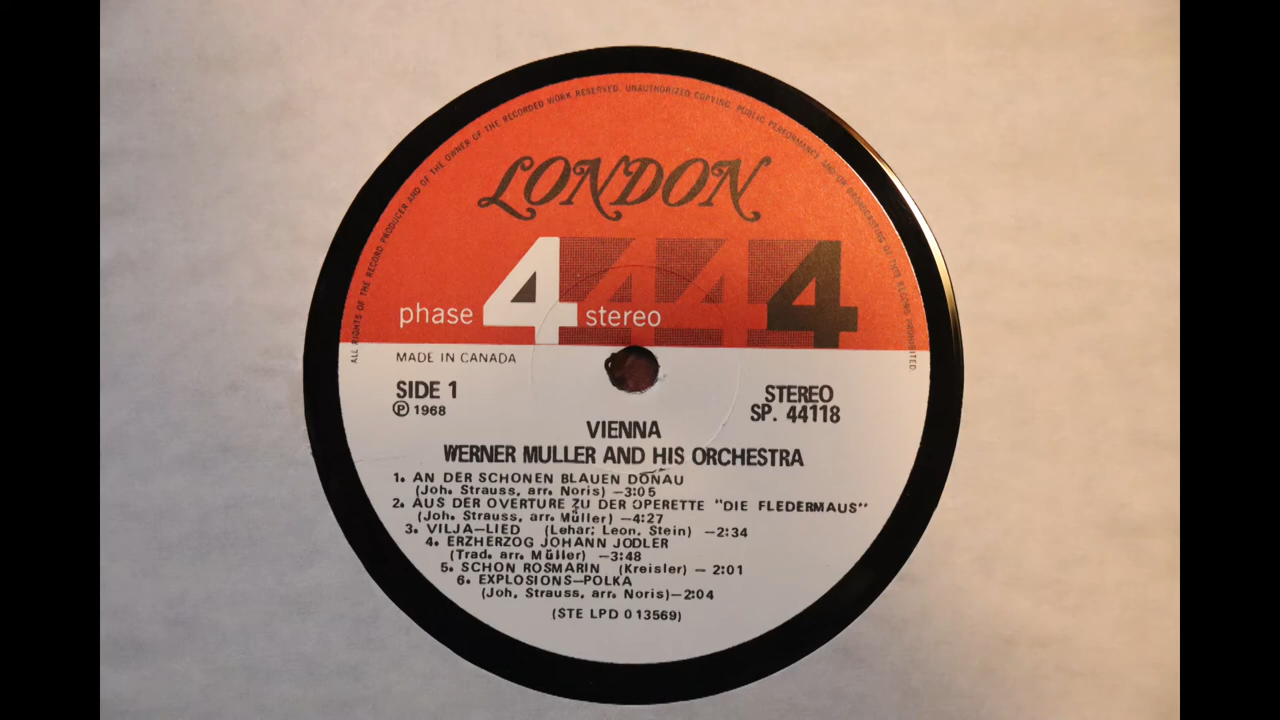 ALL RIGHTS OF THE RECORD PRODUCER AND OF THE OWNER OF THE RECORDED WORK RESERVED. UNAUTHORIZED COPYING, PUBLIC PERFORMANCE AND/OR BROADCASTING OF THIS RECORD PROHIBITED.
LONDON
phase 4 stereo 4 4 4
MADE IN CANADA
SIDE 1
Ⓟ 1968
STEREO
SP. 44118
VIENNA
WERNER MULLER AND HIS ORCHESTRA
1. AN DER SCHONEN BLAUEN DONAU
(Joh. Strauss, arr. Noris) —3:05
2. AUS DER OVERTURE ZU DER OPERETTE "DIE FLEDERMAUS"
(Joh. Strauss, arr. Müller) —4:27
3. VILJA—LIED (Lehar; Leon, Stein) —2:34
4. ERZHERZOG JOHANN JODLER
(Trad. arr. Müller) —3:48
5. SCHON ROSMARIN (Kreisler) — 2:01
6. EXPLOSIONS—POLKA
(Joh. Strauss, arr. Noris)—2:04
(STE LPD 0 13569)